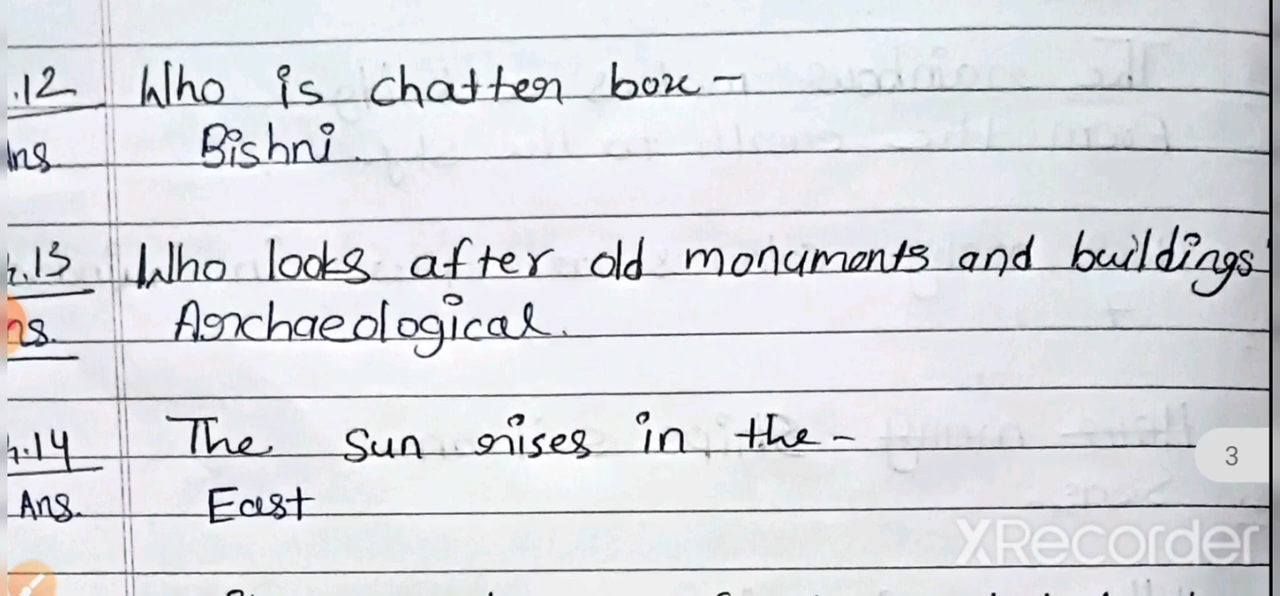 .12 Who is chatter box -
ns Bishni.
.13 Who looks after old monuments and buildings
ns. Archaeological.
.14 The sun rises in the -
Ans. East
3
XRecorder